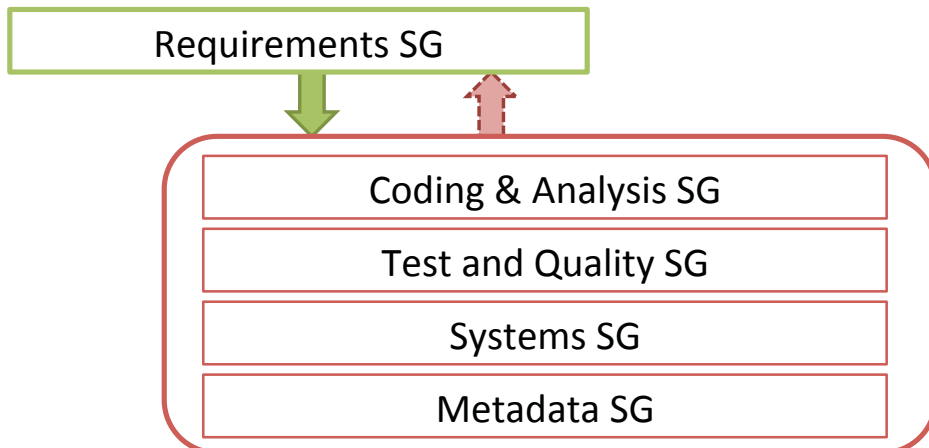 Requirements SG
Coding & Analysis SG
Test and Quality SG
Systems SG
Metadata SG